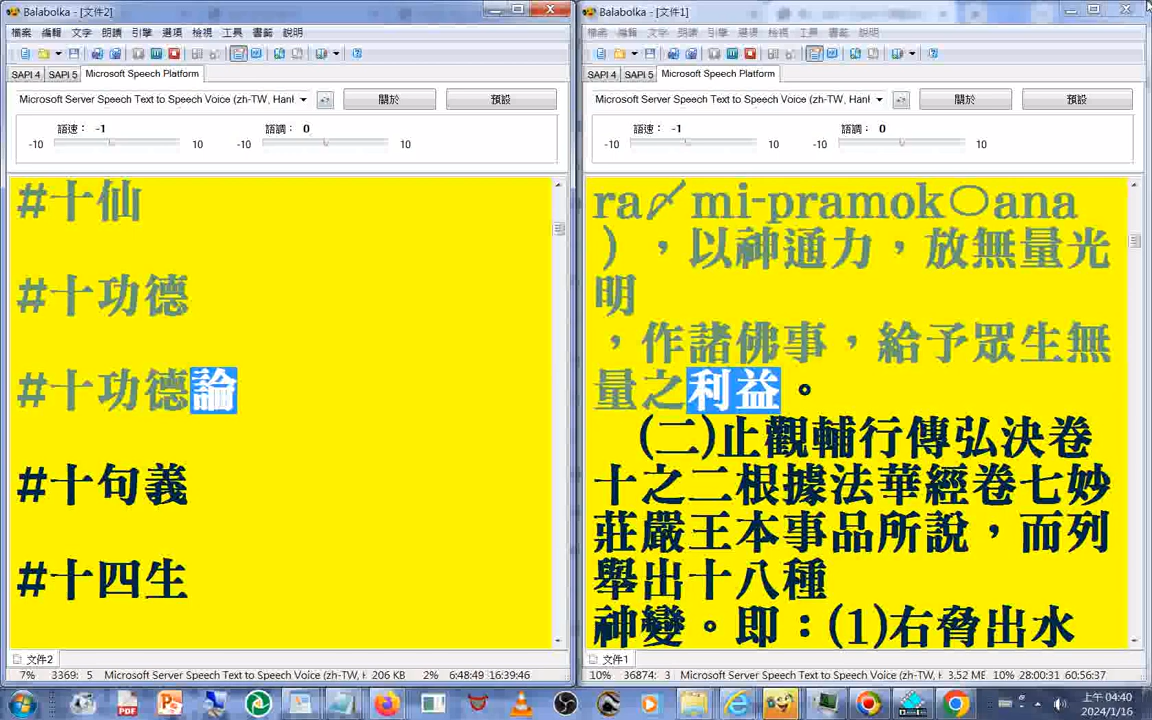 Balabolka - [文件2]
檔案 編輯 文字 朗讀 引擎 選項 檢視 工具 書籤 說明
SAPI 4 SAPI 5 Microsoft Speech Platform
Microsoft Server Speech Text to Speech Voice (zh-TW, Hanl
關於
預設
語速： -1
語調： 0
-10 10 -10 10
#十仙
#十功德
#十功德論
#十句義
#十四生
文件2
7% 3369: 5 Microsoft Server Speech Text to Speech Voice (zh-TW, H. 206 KB 2% 6:48:49 16:39:46
Balabolka - [文件1]
檔案 編輯 文字 朗讀 引擎 選項 檢視 工具 書籤 說明
SAPI 4 SAPI 5 Microsoft Speech Platform
Microsoft Server Speech Text to Speech Voice (zh-TW, Hanl
關於
預設
語速： -1
語調： 0
-10 10 -10 10
ra〆mi-pramok〇ana
），以神通力，放無量光
明
，作諸佛事，給予眾生無
量之利益。
(二)止觀輔行傳弘決卷
十之二根據法華經卷七妙
莊嚴王本事品所說，而列
舉出十八種
神變。即：(1)右脅出水
文件1
10% 36874: 3 Microsoft Server Speech Text to Speech Voice (zh-TW, H. 3.52 ME 10% 28:00:31 60:56:37
PDF
上午 04:40
2024/1/16